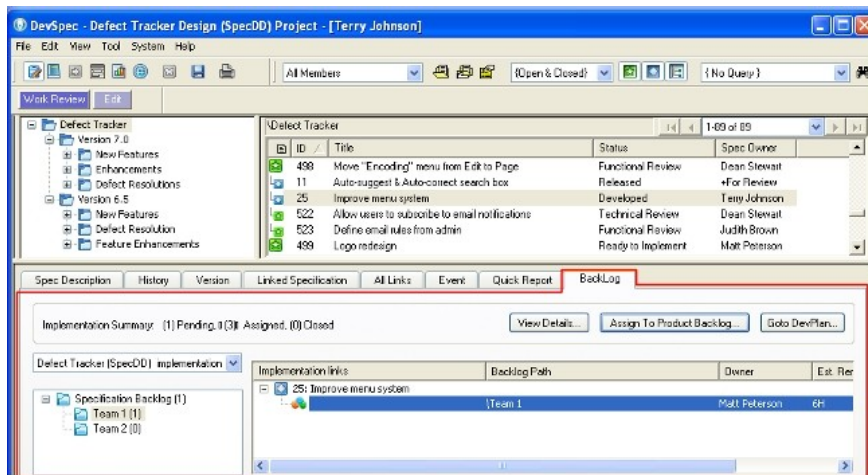 DevSpec - Defect Tracker Design (SpecDD) Project - [Terry Johnson]
File Edit View Tool System Help
All Members {Open & Closed} { No Query }
Work Review Edit
Defect Tracker
Version 7.0
New Features
Enhancements
Defect Resolutions
Version 6.5
New Features
Defect Resolution
Feature Enhancements
\Defect Tracker 1-89 of 89
ID Title Status Spec Owner
498 Move "Encoding" menu from Edit to Page Functional Review Dean Stewart
11 Auto-suggest & Auto-correct search box Released +For Review
25 Improve menu system Developed Terry Johnson
522 Allow users to subscribe to email notifications Technical Review Dean Stewart
523 Define email rules from admin Functional Review Judith Brown
499 Logo redesign Ready to Implement Matt Peterson
Spec Description History Version Linked Specification All Links Event Quick Report BackLog
Implementation Summary: (1) Pending, (3) Assigned, (0) Closed View Details... Assign To Product Backlog... Goto DevPlan...
Defect Tracker (SpecDD) implementation
Specification Backlog (1)
Team 1 (1)
Team 2 (0)
Implementation links Backlog Path Owner Est. Rer
25: Improve menu system
\Team 1 Matt Peterson 6H